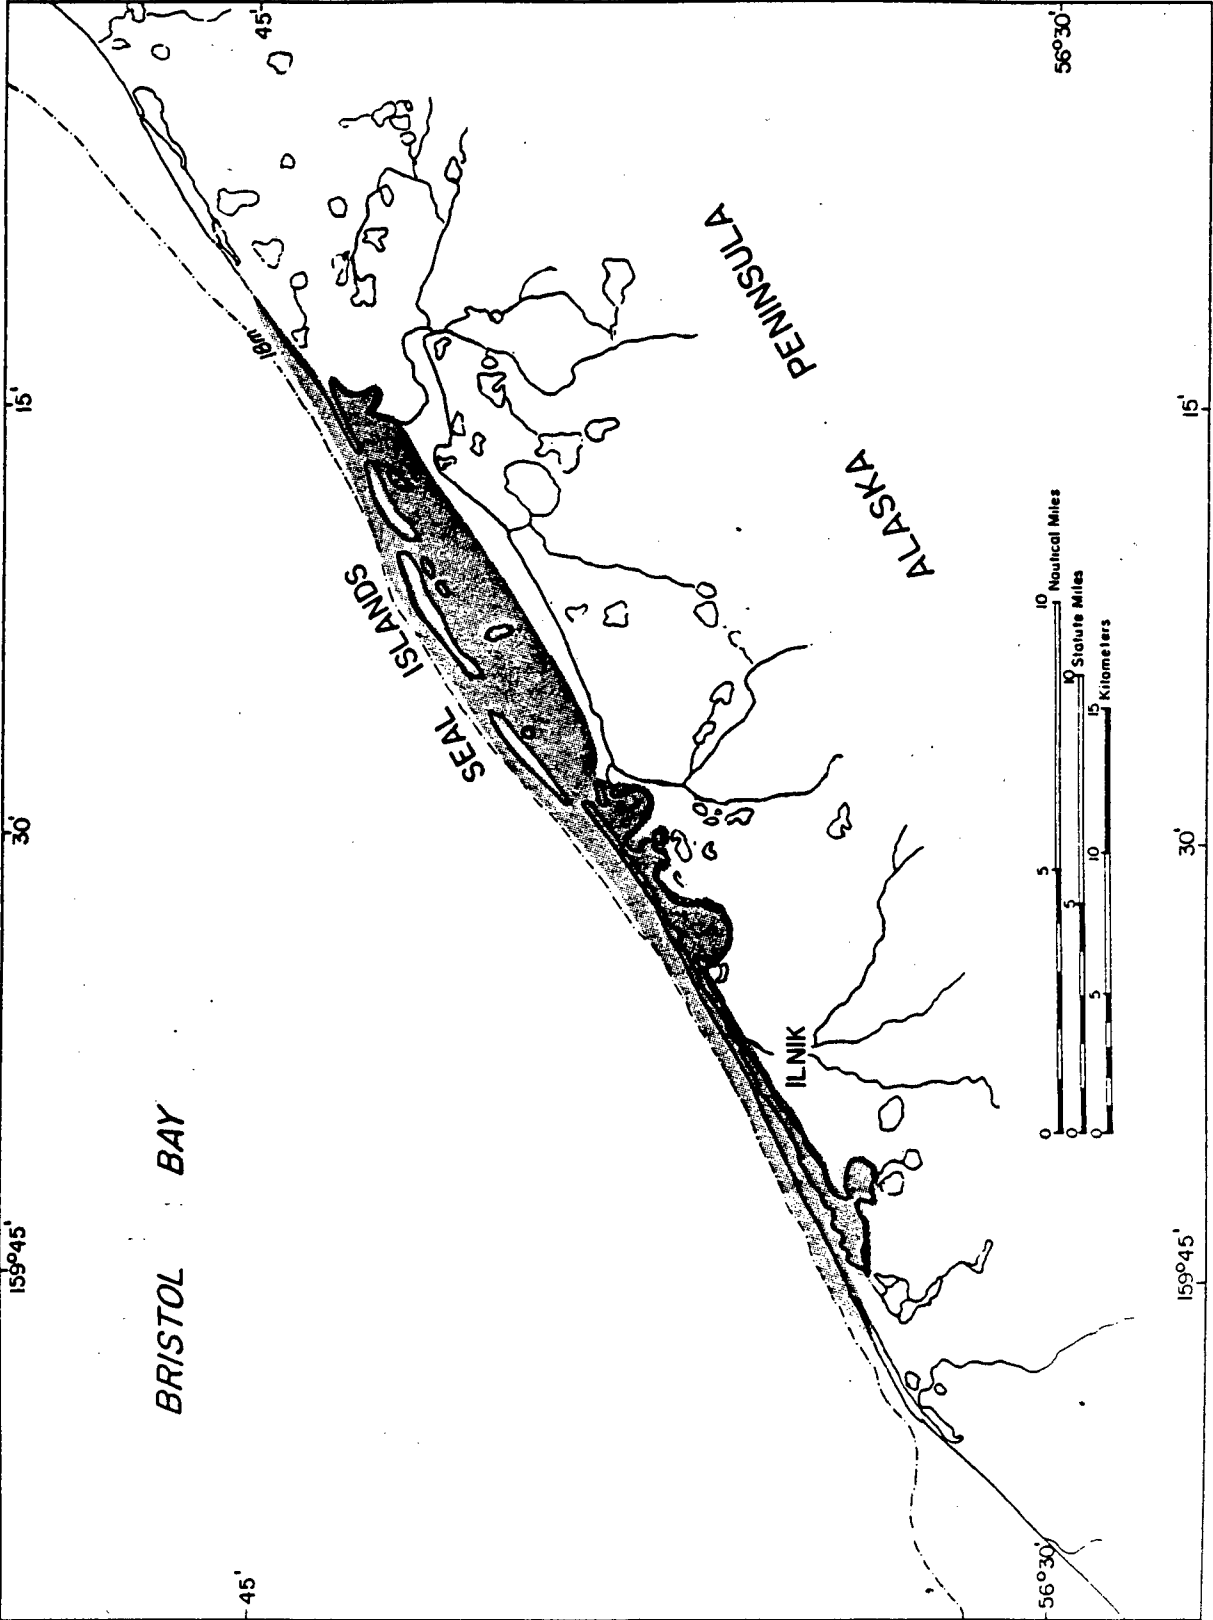 159°45'
30'
15'
45'
45'
BRISTOL BAY
18m
SEAL ISLANDS
ILNIK
ALASKA PENINSULA
56°30'
56°30'
0 5 10 Nautical Miles
0 5 10 Statute Miles
0 5 10 15 Kilometers
159°45'
30'
15'